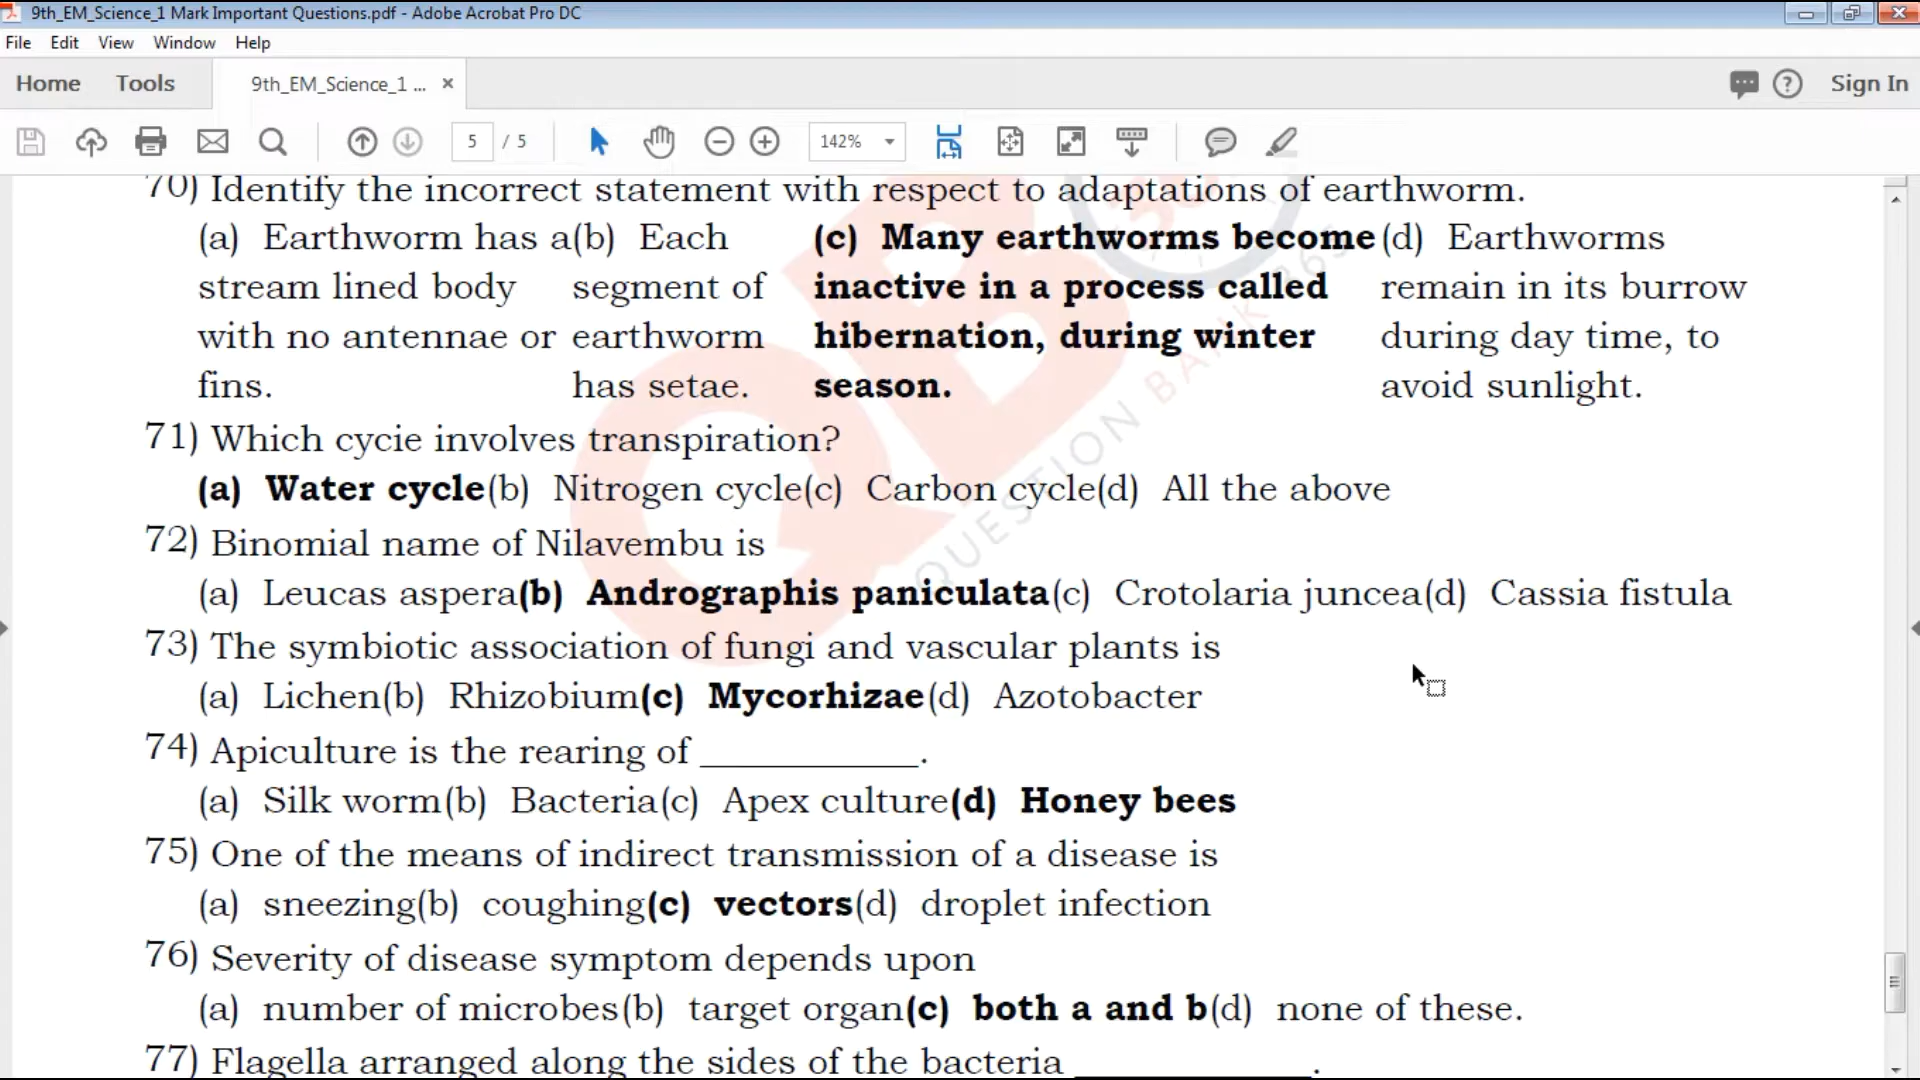 9th_EM_Science_1 Mark Important Questions.pdf - Adobe Acrobat Pro DC
File Edit View Window Help
Home Tools 9th_EM_Science_1 ... × Sign In
5 / 5 142%
70) Identify the incorrect statement with respect to adaptations of earthworm.
(a) Earthworm has a(b) Each (c) Many earthworms become (d) Earthworms
stream lined body segment of inactive in a process called remain in its burrow
with no antennae or earthworm hibernation, during winter during day time, to
fins. has setae. season. avoid sunlight.
71) Which cycie involves transpiration?
(a) Water cycle(b) Nitrogen cycle(c) Carbon cycle(d) All the above
72) Binomial name of Nilavembu is
(a) Leucas aspera(b) Andrographis paniculata(c) Crotolaria juncea(d) Cassia fistula
73) The symbiotic association of fungi and vascular plants is
(a) Lichen(b) Rhizobium(c) Mycorhizae(d) Azotobacter
74) Apiculture is the rearing of ___________.
(a) Silk worm(b) Bacteria(c) Apex culture(d) Honey bees
75) One of the means of indirect transmission of a disease is
(a) sneezing(b) coughing(c) vectors(d) droplet infection
76) Severity of disease symptom depends upon
(a) number of microbes(b) target organ(c) both a and b(d) none of these.
77) Flagella arranged along the sides of the bacteria ____________.
QB
QUESTION BANK 365